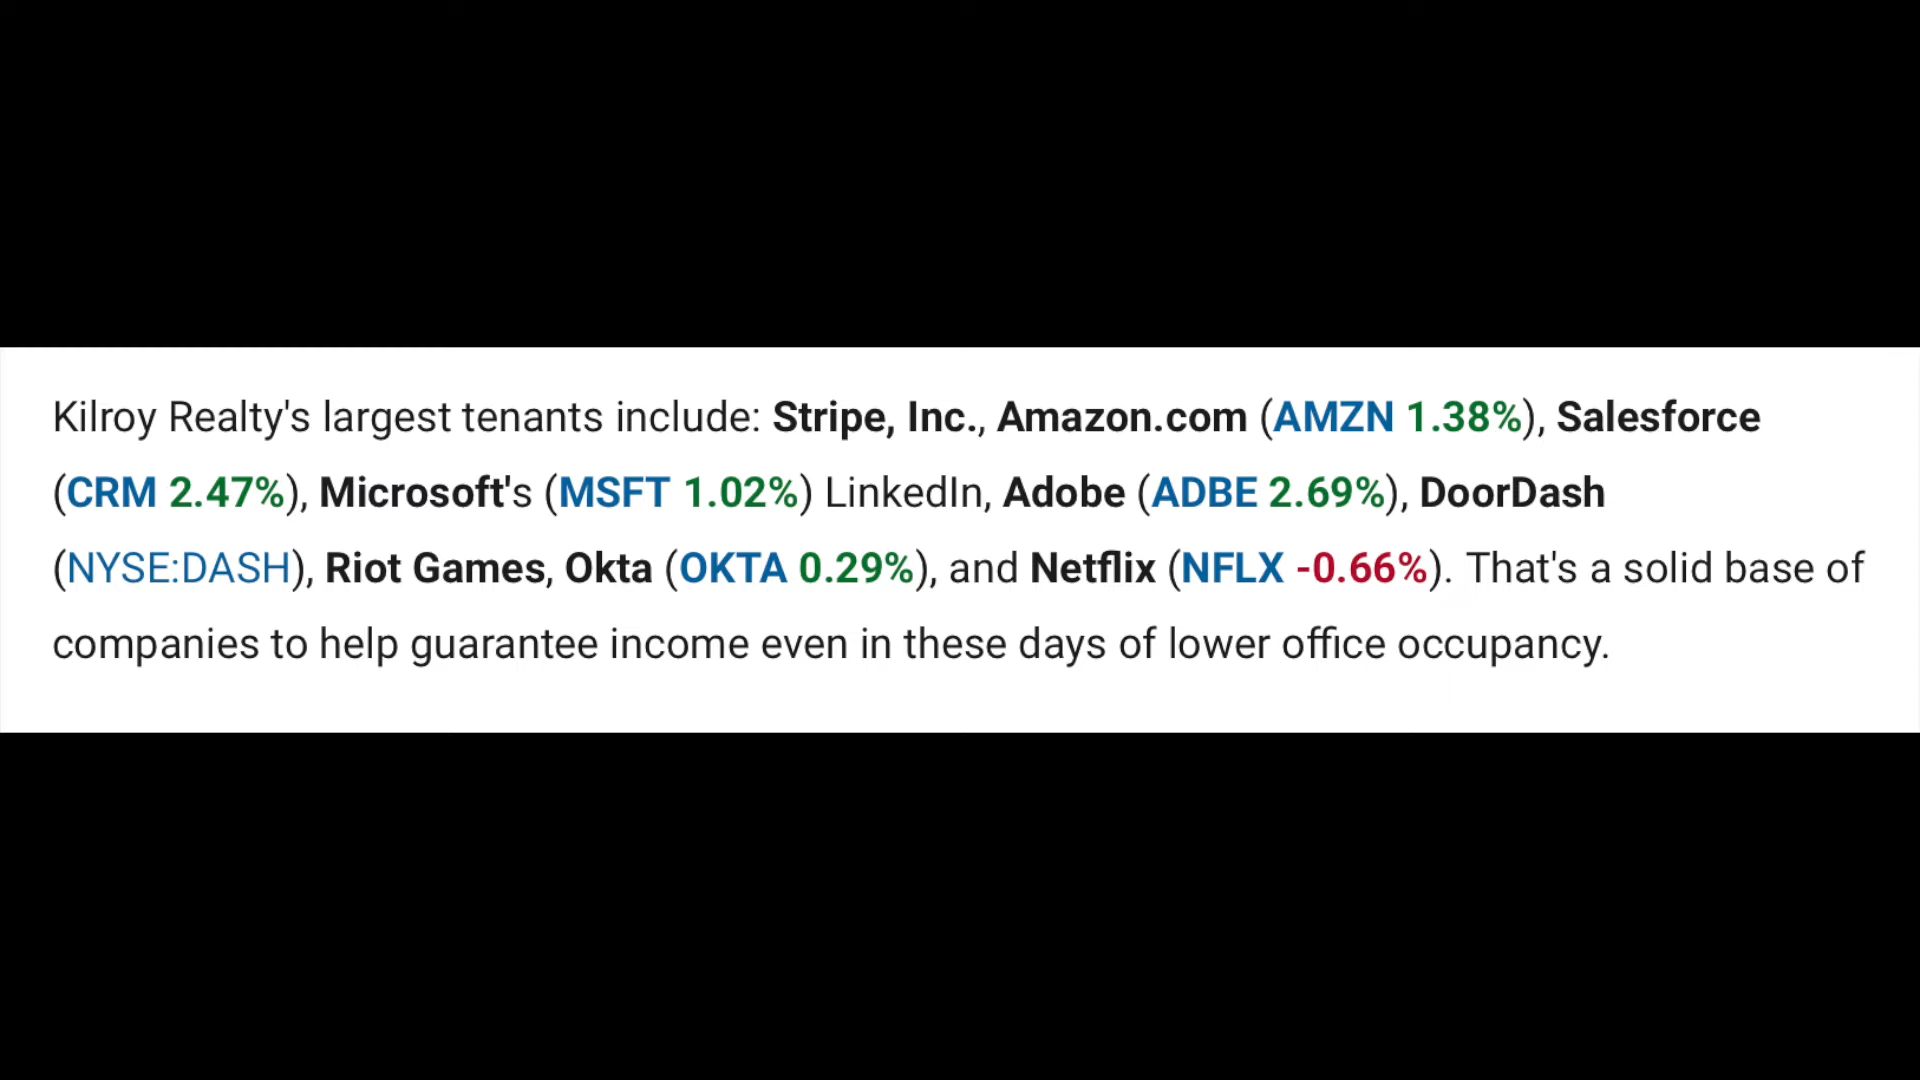 Kilroy Realty's largest tenants include: Stripe, Inc., Amazon.com (AMZN 1.38%), Salesforce
(CRM 2.47%), Microsoft's (MSFT 1.02%) LinkedIn, Adobe (ADBE 2.69%), DoorDash
(NYSE:DASH), Riot Games, Okta (OKTA 0.29%), and Netflix (NFLX -0.66%). That's a solid base of
companies to help guarantee income even in these days of lower office occupancy.